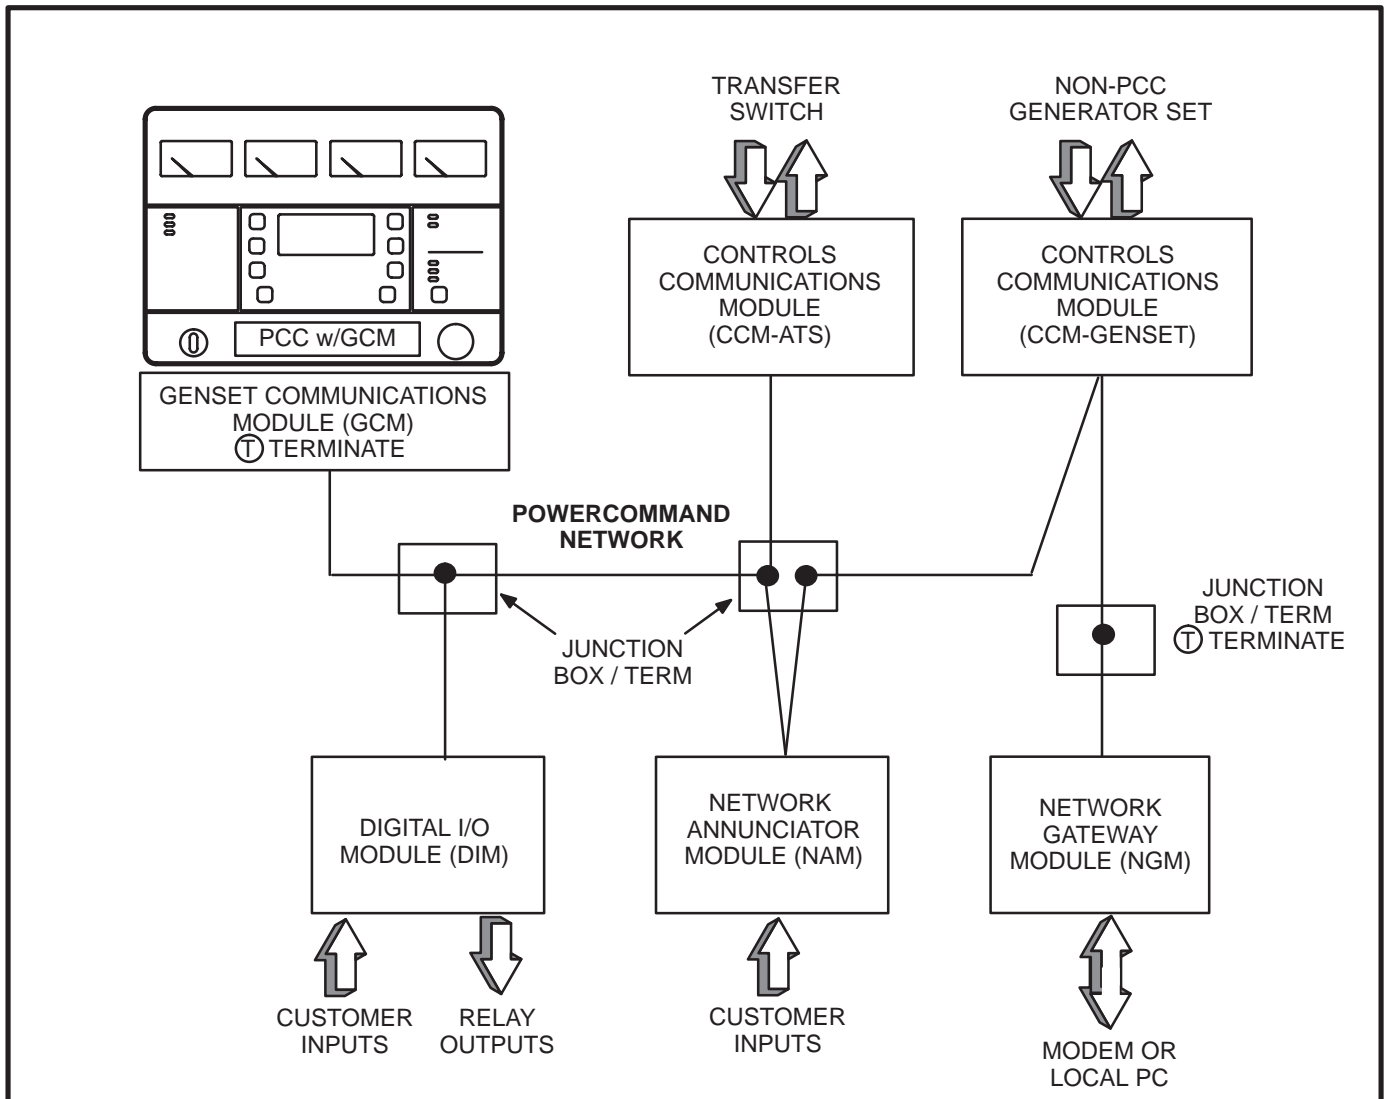 TRANSFER
SWITCH
NON-PCC
GENERATOR SET
PCC w/GCM
GENSET COMMUNICATIONS
MODULE (GCM)
Ⓣ TERMINATE
CONTROLS
COMMUNICATIONS
MODULE
(CCM-ATS)
CONTROLS
COMMUNICATIONS
MODULE
(CCM-GENSET)
POWERCOMMAND
NETWORK
JUNCTION
BOX / TERM
JUNCTION
BOX / TERM
Ⓣ TERMINATE
DIGITAL I/O
MODULE (DIM)
NETWORK
ANNUNCIATOR
MODULE (NAM)
NETWORK
GATEWAY
MODULE (NGM)
CUSTOMER
INPUTS
RELAY
OUTPUTS
CUSTOMER
INPUTS
MODEM OR
LOCAL PC